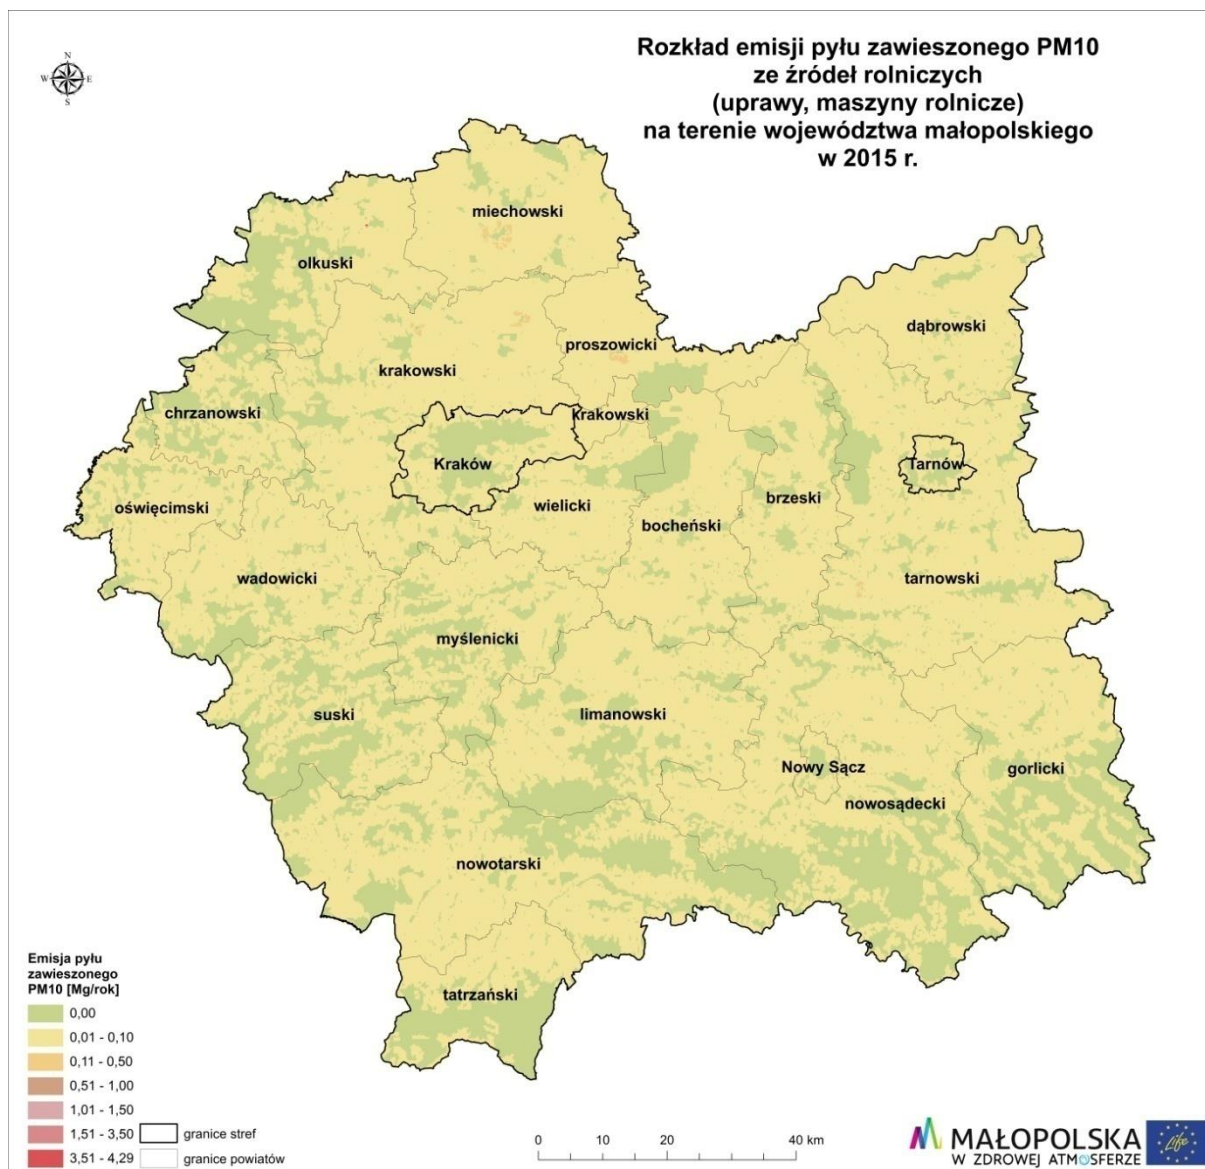 Rozkład emisji pyłu zawieszonego PM10
ze źródeł rolniczych
(uprawy, maszyny rolnicze)
na terenie województwa małopolskiego
w 2015 r.
N
W
E
S
miechowski
olkuski
dąbrowski
proszowicki
krakowski
chrzanowski
krakowski
Kraków
Tarnów
oświęcimski
wielicki
brzeski
bocheński
wadowicki
tarnowski
myślenicki
suski
limanowski
Nowy Sącz
gorlicki
nowosądecki
nowotarski
tatrzański
Emisja pyłu
zawieszonego
PM10 [Mg/rok]
0,00
0,01 - 0,10
0,11 - 0,50
0,51 - 1,00
1,01 - 1,50
1,51 - 3,50
3,51 - 4,29
granice stref
granice powiatów
0 10 20 40 km
MAŁOPOLSKA
W ZDROWEJ ATMOSFERZE
Life